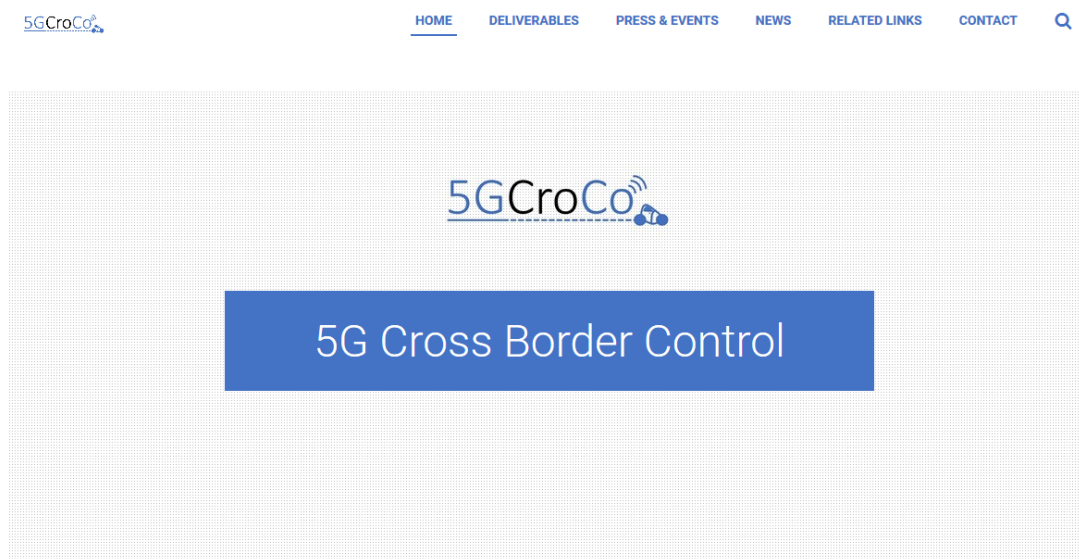 5GCroCo
HOME DELIVERABLES PRESS & EVENTS NEWS RELATED LINKS CONTACT
5GCroCo
5G Cross Border Control